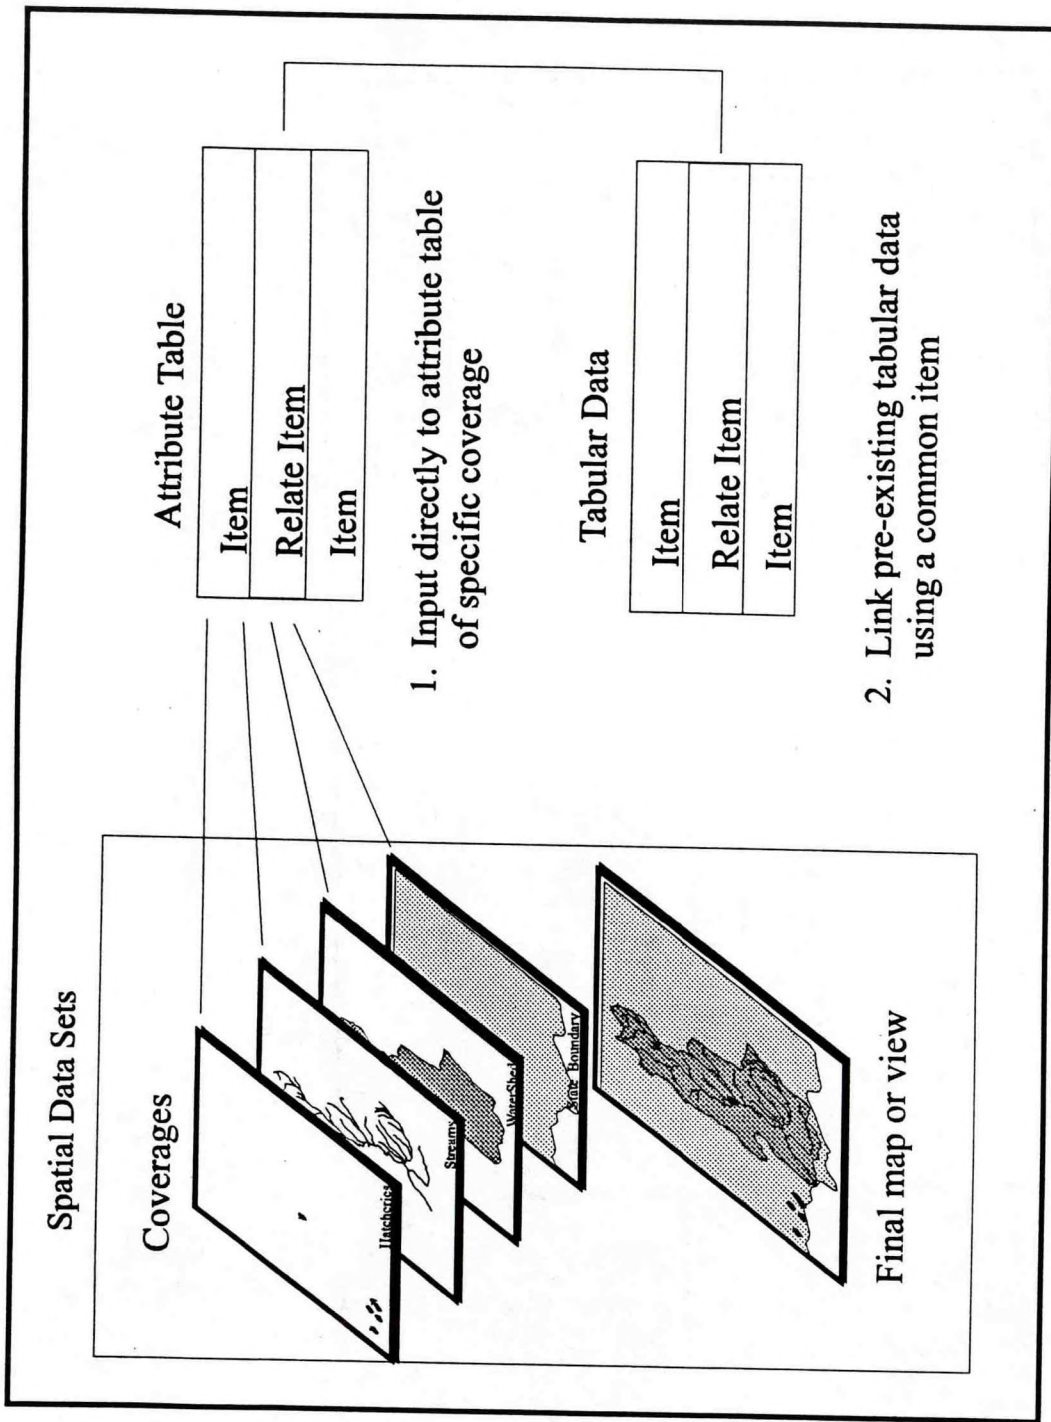 Spatial Data Sets
Coverages
Hatcheries
Streams
WaterShed
State Boundary
Final map or view
Attribute Table
Item
Relate Item
Item
1. Input directly to attribute table
of specific coverage
Tabular Data
Item
Relate Item
Item
2. Link pre-existing tabular data
using a common item